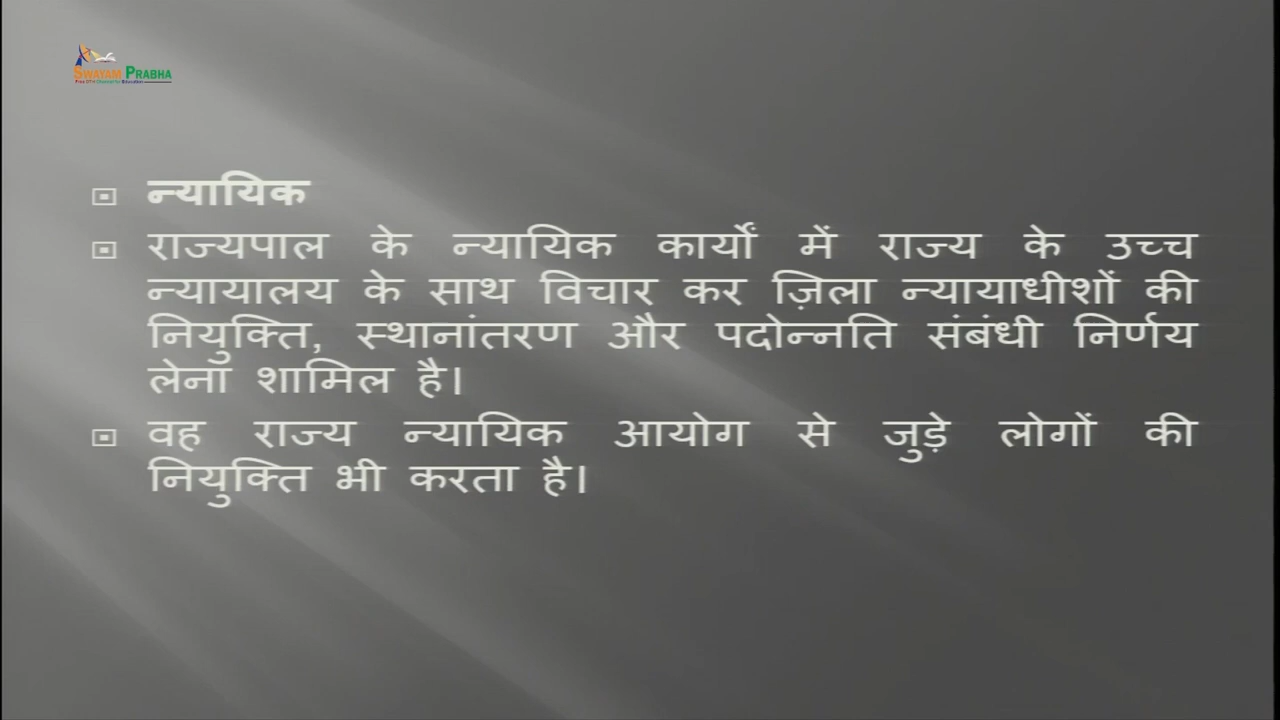 SWAYAM PRABHA
न्यायिक
राज्यपाल के न्यायिक कार्यों में राज्य के उच्च
न्यायालय के साथ विचार कर ज़िला न्यायाधीशों की
नियुक्ति, स्थानांतरण और पदोन्नति संबंधी निर्णय
लेना शामिल है।
वह राज्य न्यायिक आयोग से जुड़े लोगों की
नियुक्ति भी करता है।